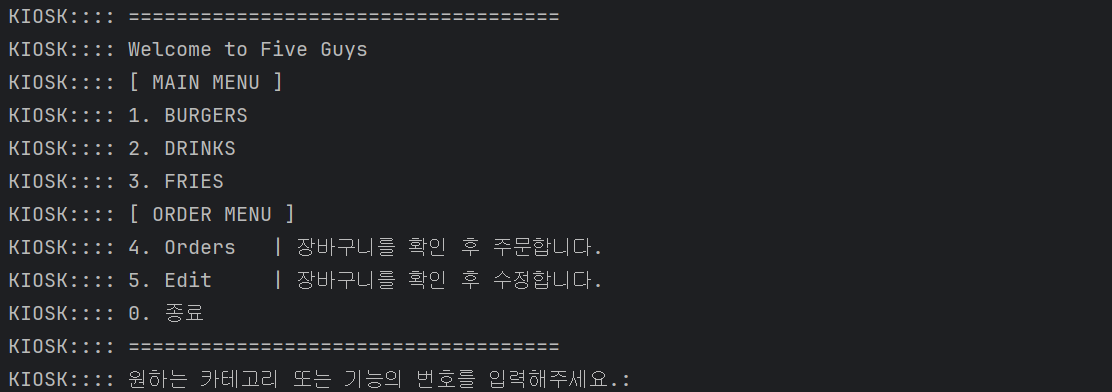 KIOSK:::: ====================================
KIOSK:::: Welcome to Five Guys
KIOSK:::: [ MAIN MENU ]
KIOSK:::: 1. BURGERS
KIOSK:::: 2. DRINKS
KIOSK:::: 3. FRIES
KIOSK:::: [ ORDER MENU ]
KIOSK:::: 4. Orders   | 장바구니를 확인 후 주문합니다.
KIOSK:::: 5. Edit     | 장바구니를 확인 후 수정합니다.
KIOSK:::: 0. 종료
KIOSK:::: ====================================
KIOSK:::: 원하는 카테고리 또는 기능의 번호를 입력해주세요.: